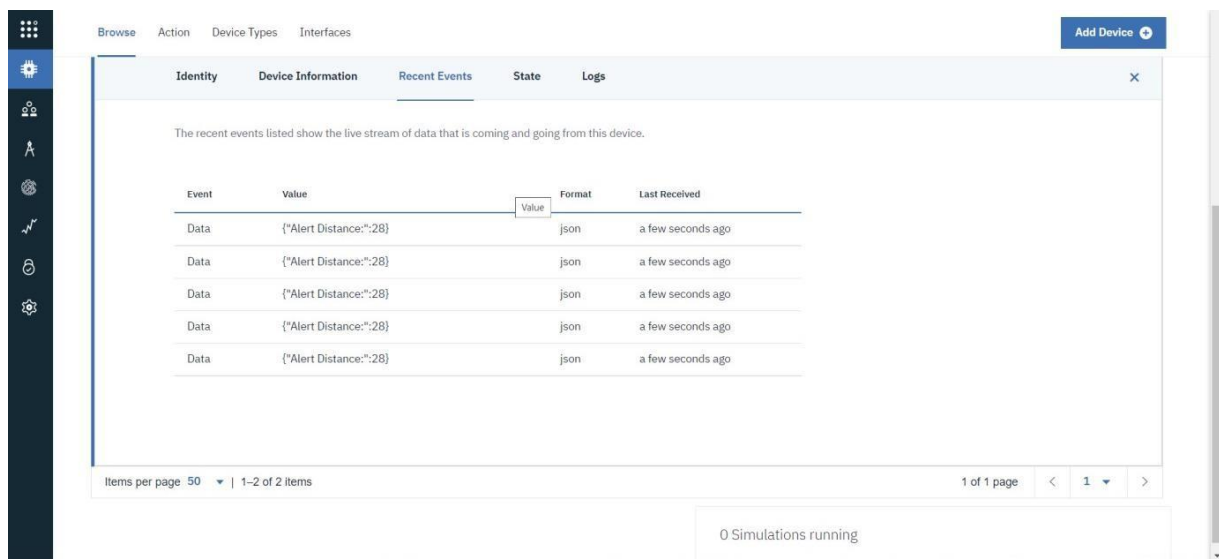 Browse Action Device Types Interfaces Add Device
Identity Device Information Recent Events State Logs
The recent events listed show the live stream of data that is coming and going from this device.
Event Value Format Last Received
Value
Data {"Alert Distance:":28} json a few seconds ago
Data {"Alert Distance:":28} json a few seconds ago
Data {"Alert Distance:":28} json a few seconds ago
Data {"Alert Distance:":28} json a few seconds ago
Data {"Alert Distance:":28} json a few seconds ago
Items per page 50 | 1–2 of 2 items 1 of 1 page < 1 >
0 Simulations running